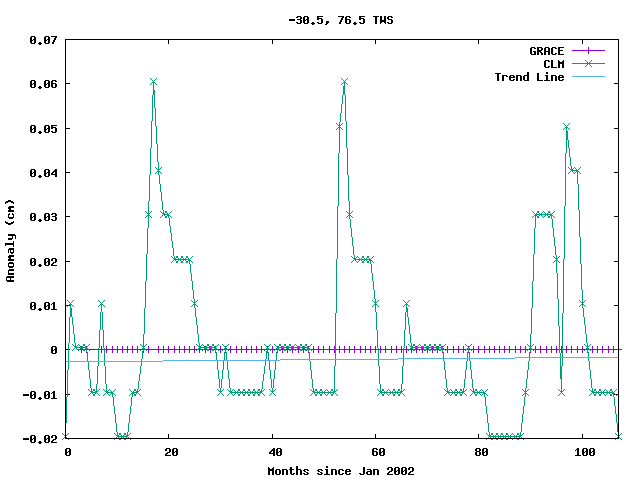 -30.5, 76.5 TWS
0.07
0.06
0.05
0.04
0.03
0.02
0.01
0
-0.01
-0.02
Anomaly (cm)
GRACE
CLM
Trend Line
0 20 40 60 80 100
Months since Jan 2002